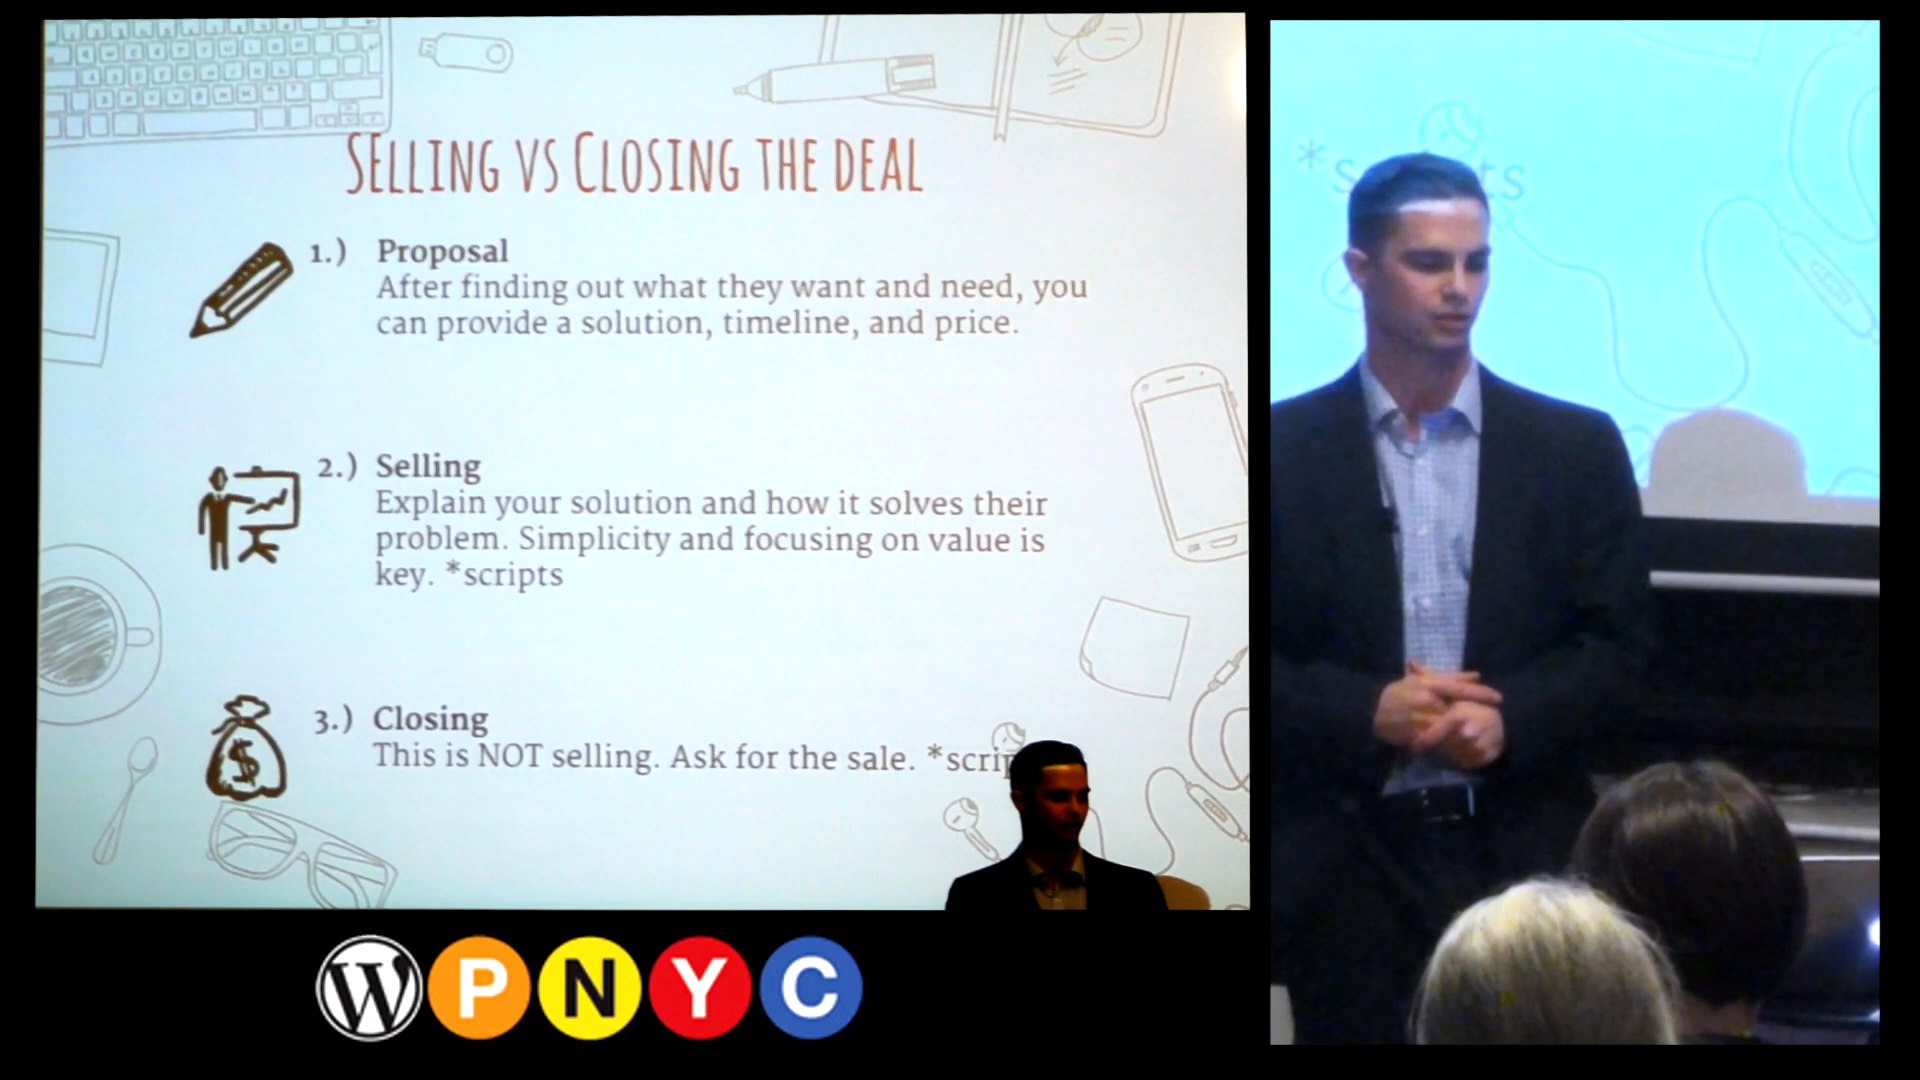 SELLING VS CLOSING THE DEAL
1.) Proposal
After finding out what they want and need, you
can provide a solution, timeline, and price.
2.) Selling
Explain your solution and how it solves their
problem. Simplicity and focusing on value is
key. *scripts
3.) Closing
This is NOT selling. Ask for the sale.
W P N Y C